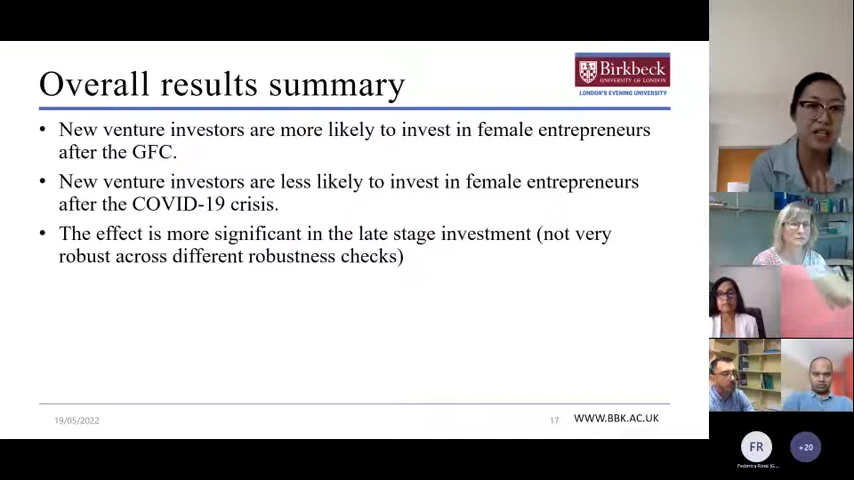 Overall results summary
Birkbeck
UNIVERSITY OF LONDON
LONDON'S EVENING UNIVERSITY
• New venture investors are more likely to invest in female entrepreneurs
after the GFC.
• New venture investors are less likely to invest in female entrepreneurs
after the COVID-19 crisis.
• The effect is more significant in the late stage investment (not very
robust across different robustness checks)
19/05/2022
17
WWW.BBK.AC.UK
FR
+20
Federica Rossi (G...